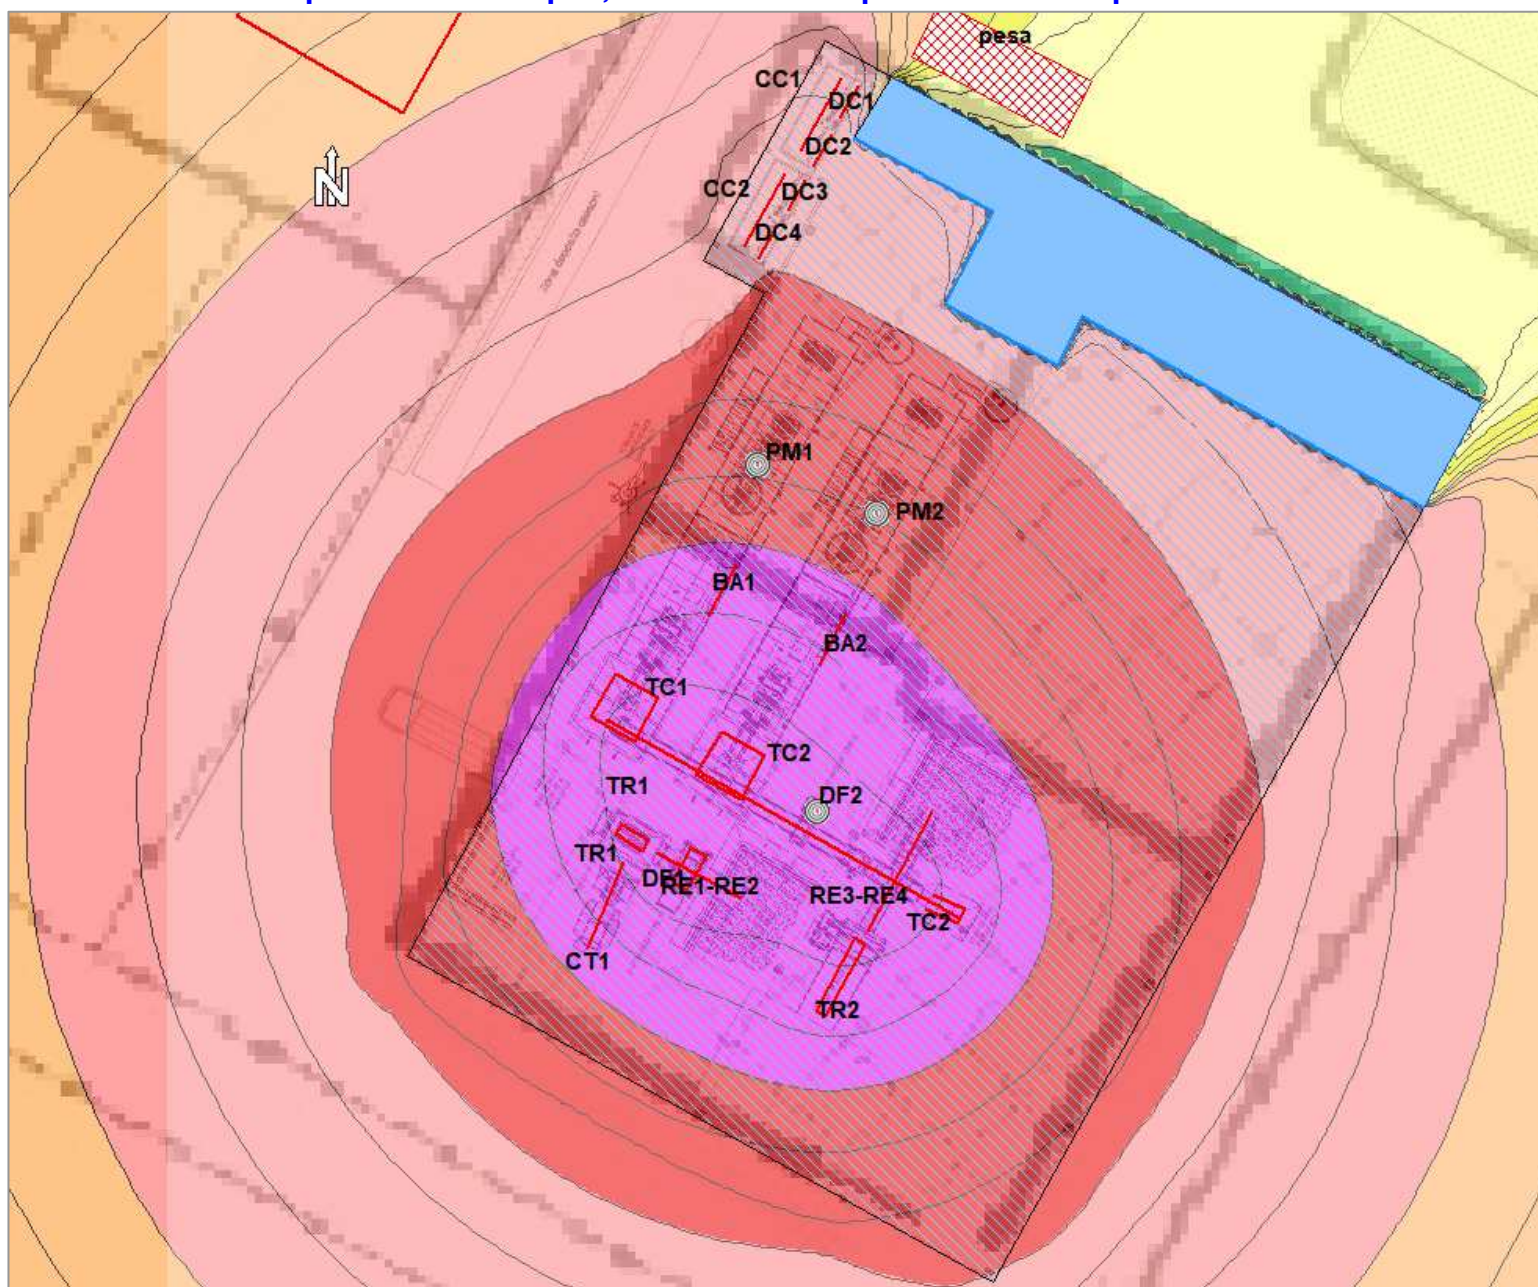 pesa
CC1
DC1
DC2
CC2
DC3
DC4
N
PM1
PM2
BA1
BA2
TC1
TC2
TR1
DF2
TR1
RE1-RE2
RE3-RE4
TC2
CT1
TR2